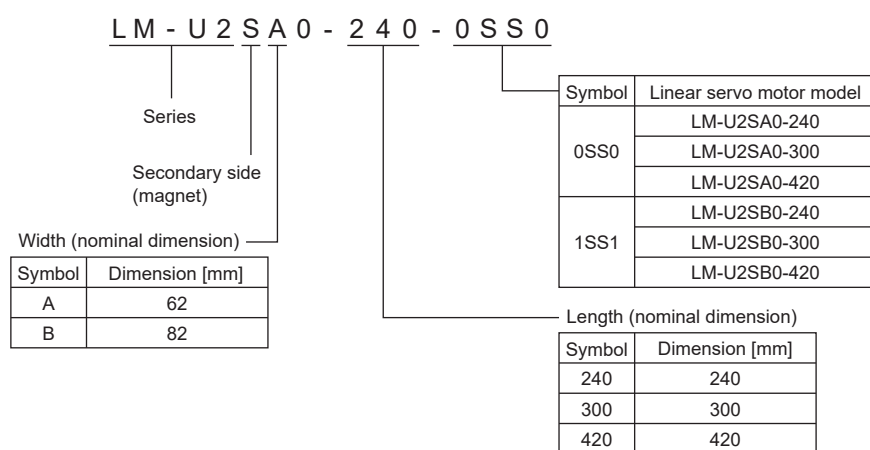 LM-U2SA0-240-0SS0
Series
Secondary side
(magnet)
Width (nominal dimension)
Symbol Dimension [mm]
A 62
B 82
Symbol Linear servo motor model
0SS0
LM-U2SA0-240
LM-U2SA0-300
LM-U2SA0-420
1SS1
LM-U2SB0-240
LM-U2SB0-300
LM-U2SB0-420
Length (nominal dimension)
Symbol Dimension [mm]
240 240
300 300
420 420